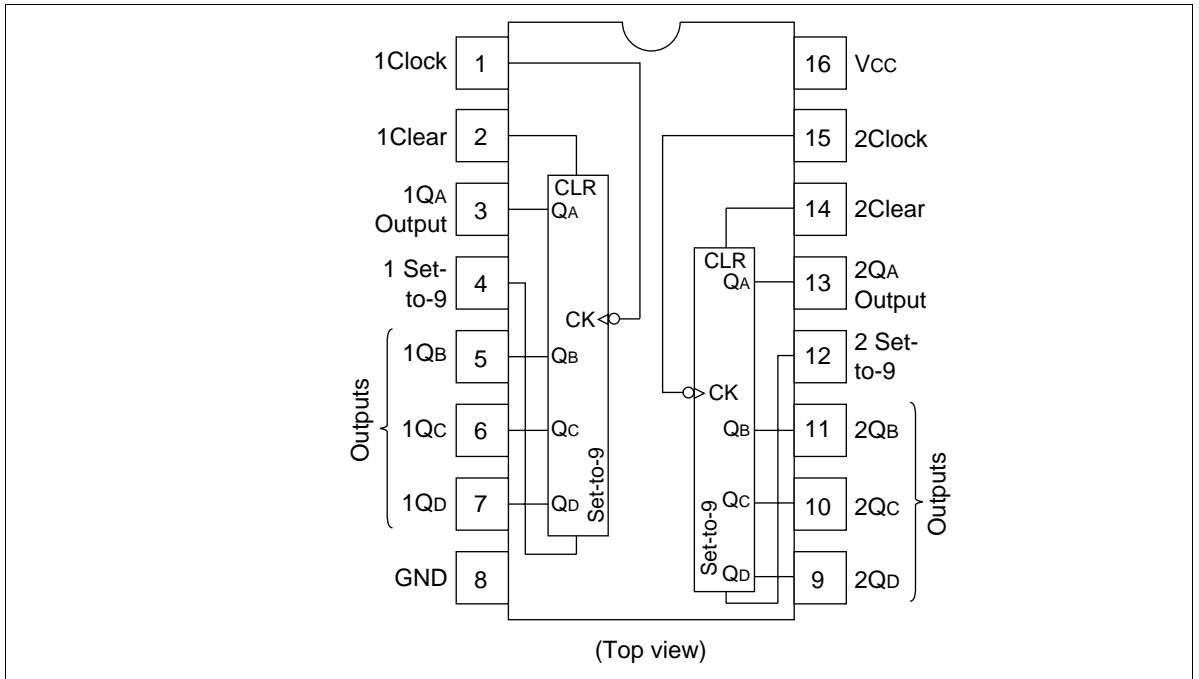 1Clock
1
1Clear
2
1QA
Output
3
1 Set-
to-9
4
Outputs
1QB
5
1QC
6
1QD
7
GND
8
CLR
QA
CK
QB
QC
QD
Set-to-9
CLR
QA
CK
QB
QC
QD
Set-to-9
16
VCC
15
2Clock
14
2Clear
13
2QA
Output
12
2 Set-
to-9
11
2QB
10
2QC
9
2QD
Outputs
(Top view)